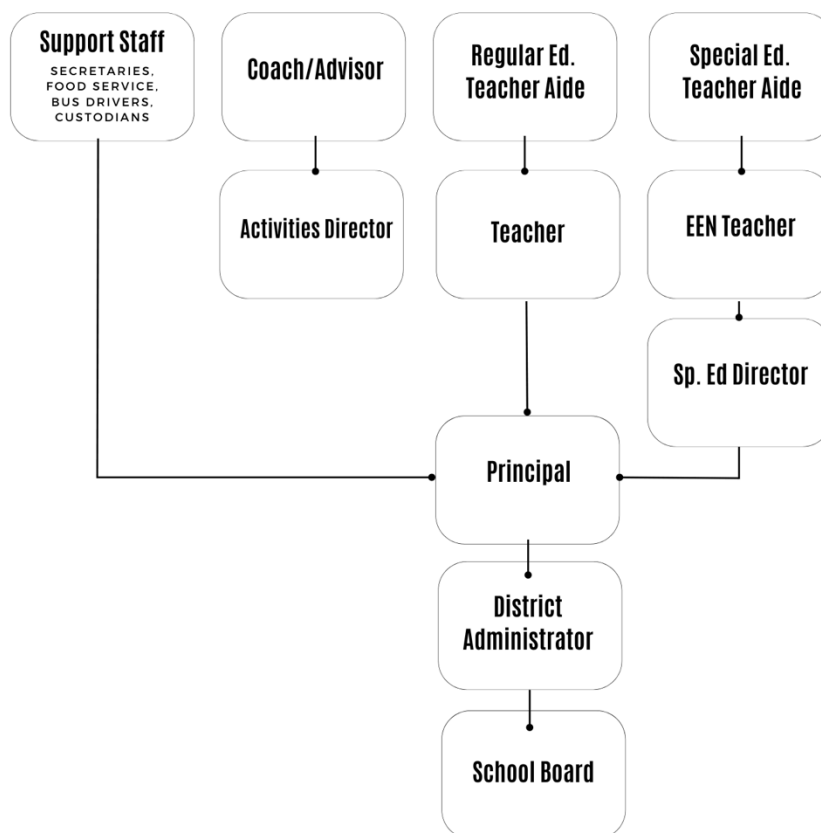 Support Staff
SECRETARIES,
FOOD SERVICE,
BUS DRIVERS,
CUSTODIANS
Coach/Advisor
Regular Ed.
Teacher Aide
Special Ed.
Teacher Aide
Activities Director
Teacher
EEN Teacher
Sp. Ed Director
Principal
District
Administrator
School Board